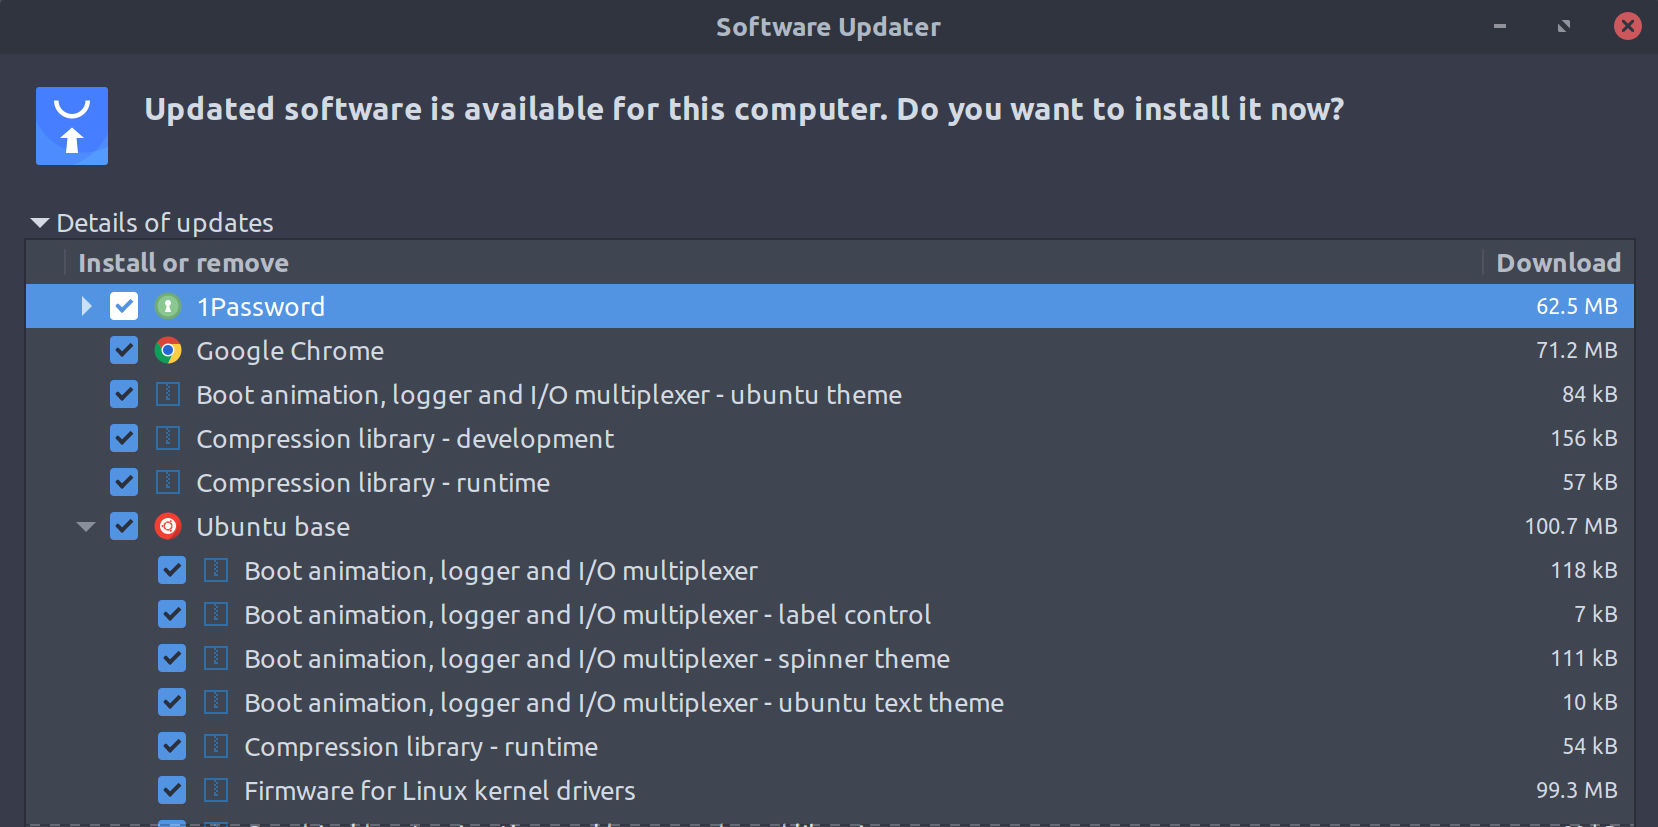 Software Updater
Updated software is available for this computer. Do you want to install it now?
Details of updates
Install or remove Download
1Password 62.5 MB
Google Chrome 71.2 MB
Boot animation, logger and I/O multiplexer - ubuntu theme 84 kB
Compression library - development 156 kB
Compression library - runtime 57 kB
Ubuntu base 100.7 MB
Boot animation, logger and I/O multiplexer 118 kB
Boot animation, logger and I/O multiplexer - label control 7 kB
Boot animation, logger and I/O multiplexer - spinner theme 111 kB
Boot animation, logger and I/O multiplexer - ubuntu text theme 10 kB
Compression library - runtime 54 kB
Firmware for Linux kernel drivers 99.3 MB